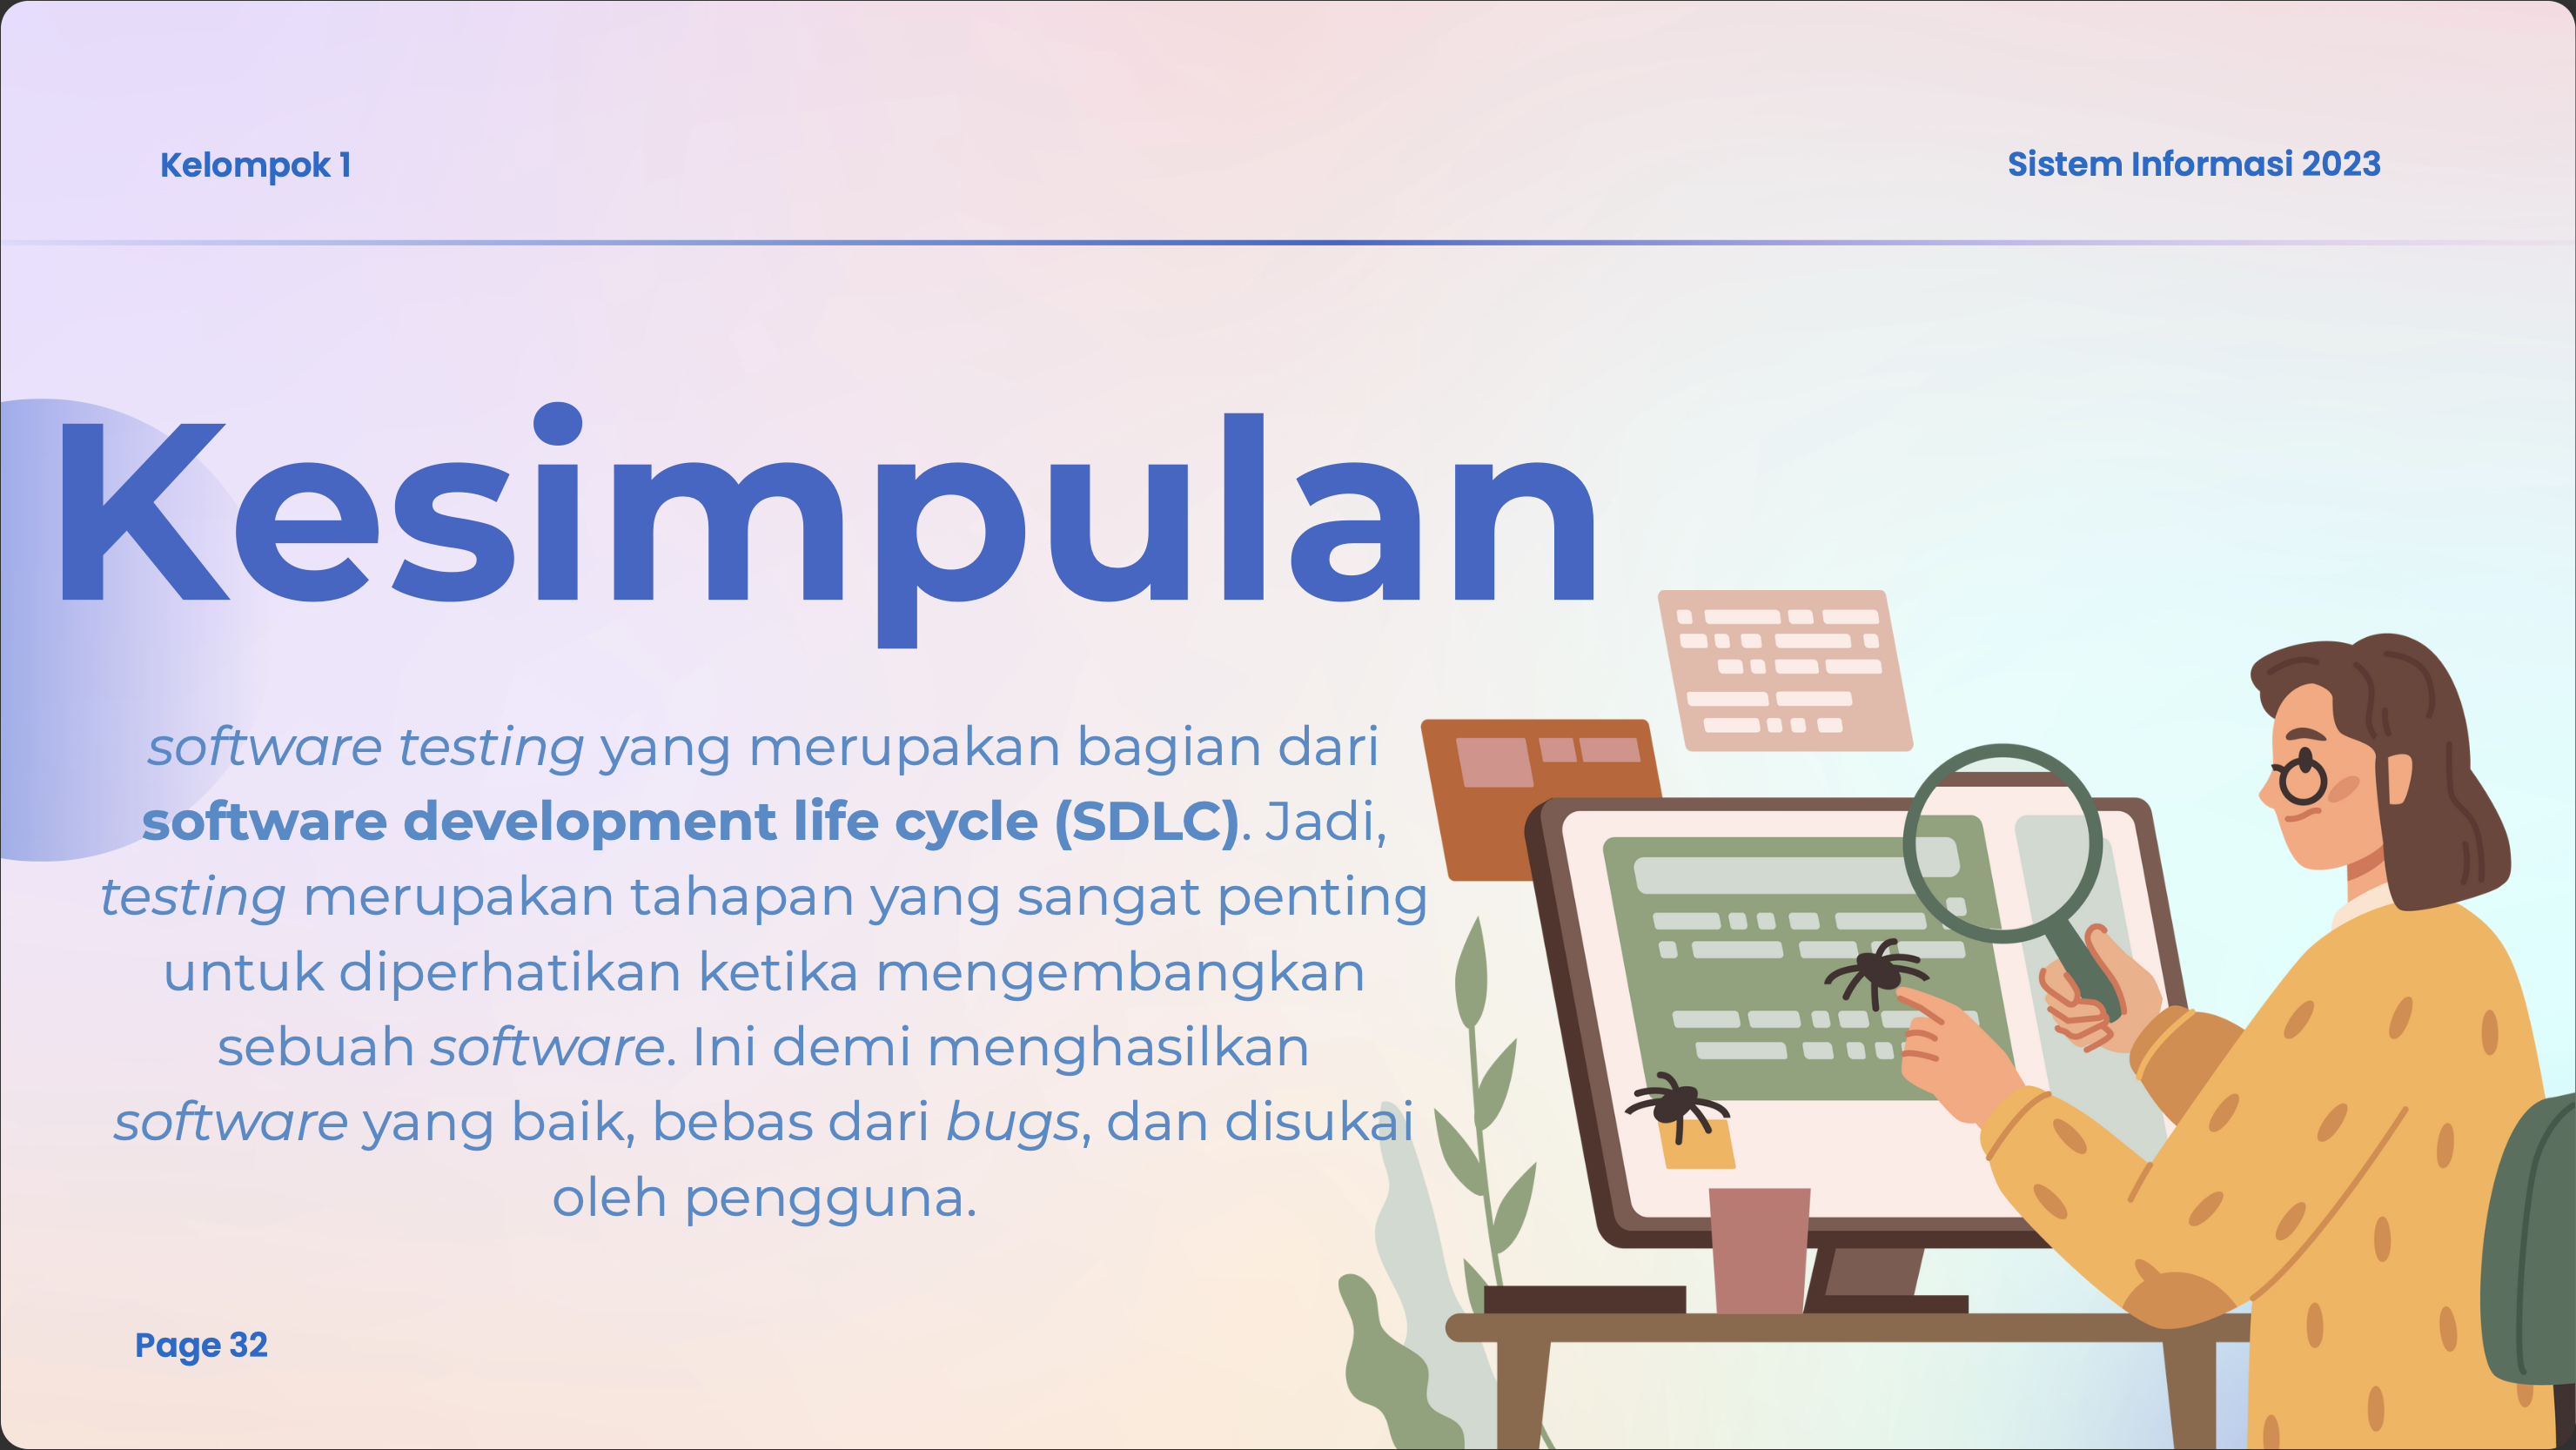 Kelompok 1
Sistem Informasi 2023
Kesimpulan
software testing yang merupakan bagian dari
software development life cycle (SDLC). Jadi,
testing merupakan tahapan yang sangat penting
untuk diperhatikan ketika mengembangkan
sebuah software. Ini demi menghasilkan
software yang baik, bebas dari bugs, dan disukai
oleh pengguna.
Page 32